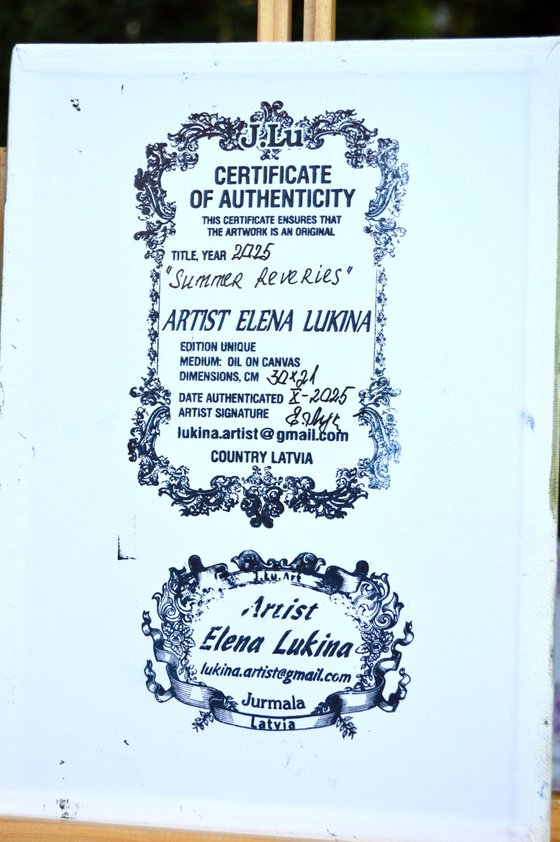 J.Lu
CERTIFICATE
OF AUTHENTICITY
THIS CERTIFICATE ENSURES THAT
THE ARTWORK IS AN ORIGINAL
TITLE, YEAR 2025
"Summer Reveries"
ARTIST ELENA LUKINA
EDITION UNIQUE
MEDIUM: OIL ON CANVAS
DIMENSIONS, CM 30x21
DATE AUTHENTICATED X-2025
ARTIST SIGNATURE
lukina.artist@gmail.com
COUNTRY LATVIA
J.Lu.Art
Artist
Elena Lukina
lukina.artist@gmail.com
Jurmala
Latvia